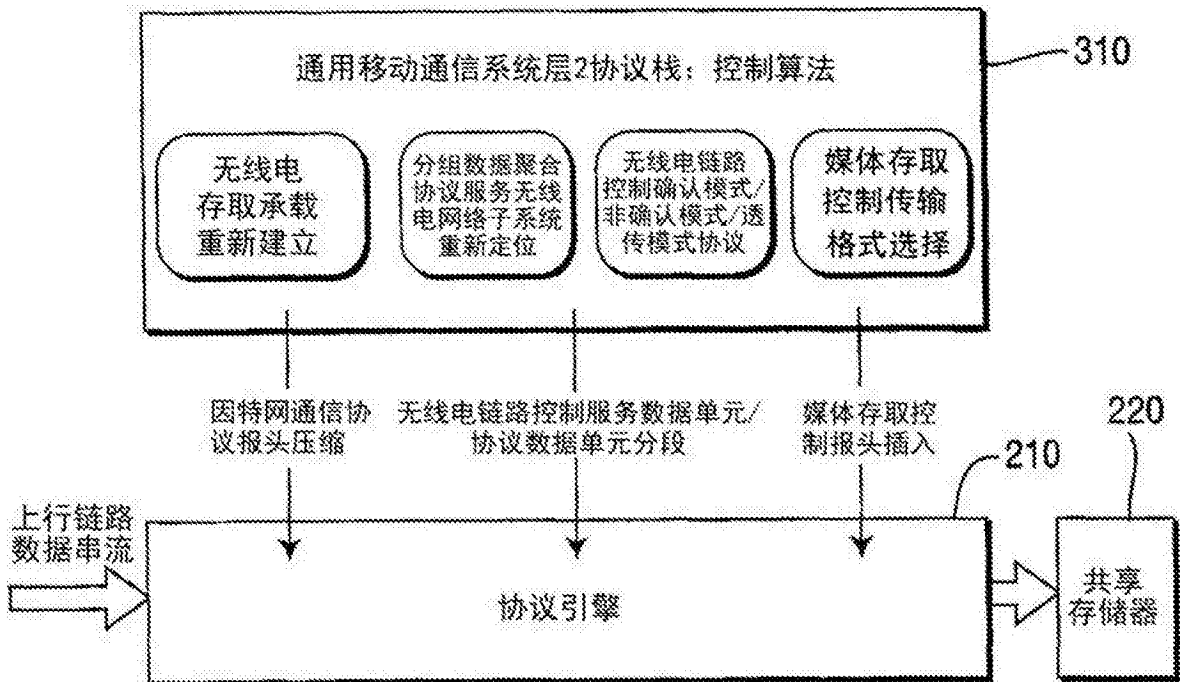 通用移动通信系统层2协议栈：控制算法
310
无线电
存取承载
重新建立
分组数据聚合
协议服务无线
电网络子系统
重新定位
无线电链路
控制确认模式/
非确认模式/透
传模式协议
媒体存取
控制传输
格式选择
因特网通信协
议报头压缩
无线电链路控制服务数据单元/
协议数据单元分段
媒体存取控
制报头插入
210
220
上行链路
数据串流
协议引擎
共享
存储器